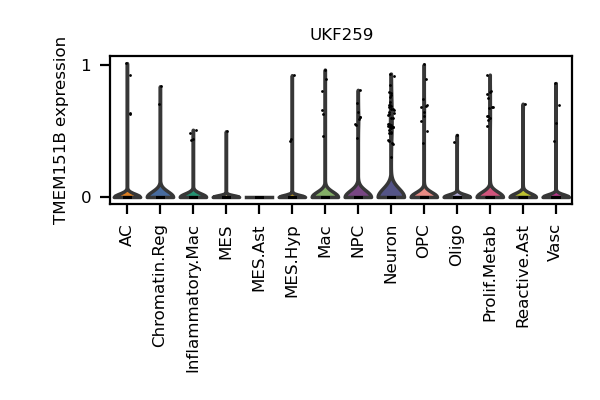 UKF259
TMEM151B expression
1
0
AC
Chromatin.Reg
Inflammatory.Mac
MES
MES.Ast
MES.Hyp
Mac
NPC
Neuron
OPC
Oligo
Prolif.Metab
Reactive.Ast
Vasc